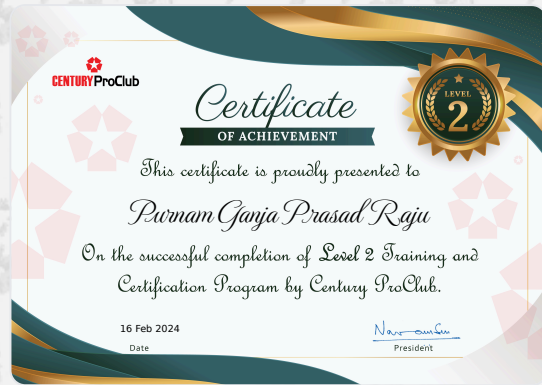 CENTURY ProClub
Certificate
OF ACHIEVEMENT
LEVEL
2
This certificate is proudly presented to
Purnam Ganja Prasad Raju
On the successful completion of Level 2 Training and
Certification Program by Century ProClub.
16 Feb 2024
Date
President